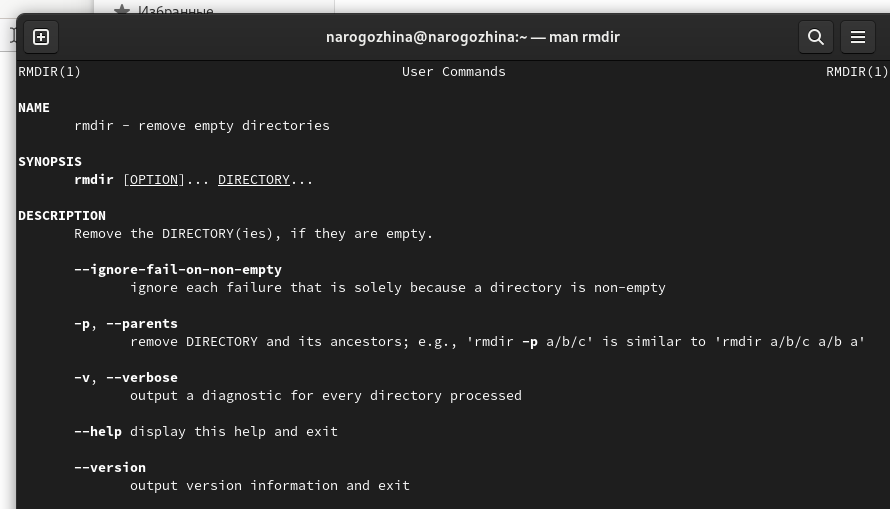 Избранные
narogozhina@narogozhina:~ — man rmdir
RMDIR(1) User Commands RMDIR(1)
NAME
rmdir - remove empty directories
SYNOPSIS
rmdir [OPTION]... DIRECTORY...
DESCRIPTION
Remove the DIRECTORY(ies), if they are empty.
--ignore-fail-on-non-empty
ignore each failure that is solely because a directory is non-empty
-p, --parents
remove DIRECTORY and its ancestors; e.g., 'rmdir -p a/b/c' is similar to 'rmdir a/b/c a/b a'
-v, --verbose
output a diagnostic for every directory processed
--help display this help and exit
--version
output version information and exit